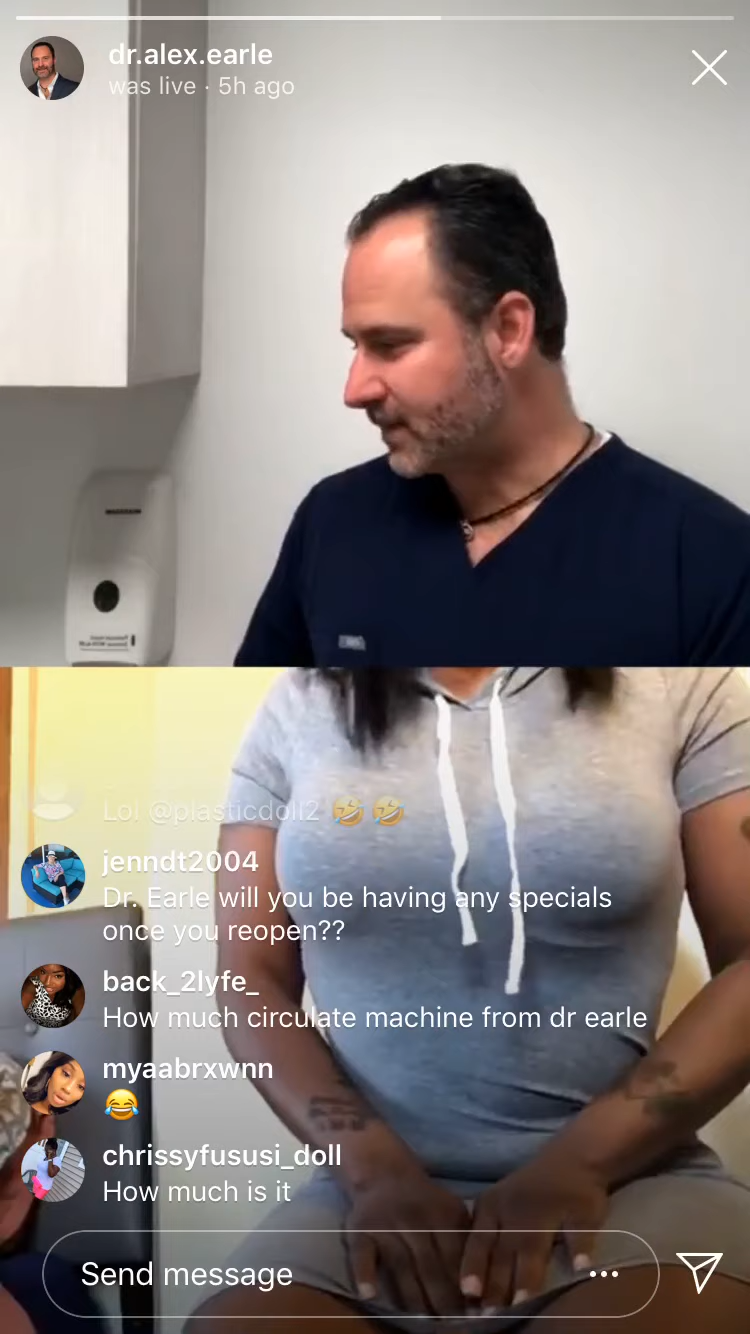 dr.alex.earle
was live · 5h ago
Lol @plasticdoll2 🤣 🤣
jenndt2004
Dr. Earle will you be having any specials
once you reopen??
back_2lyfe_
How much circulate machine from dr earle
myaabrxwnn
😂
chrissyfususi_doll
How much is it
Send message